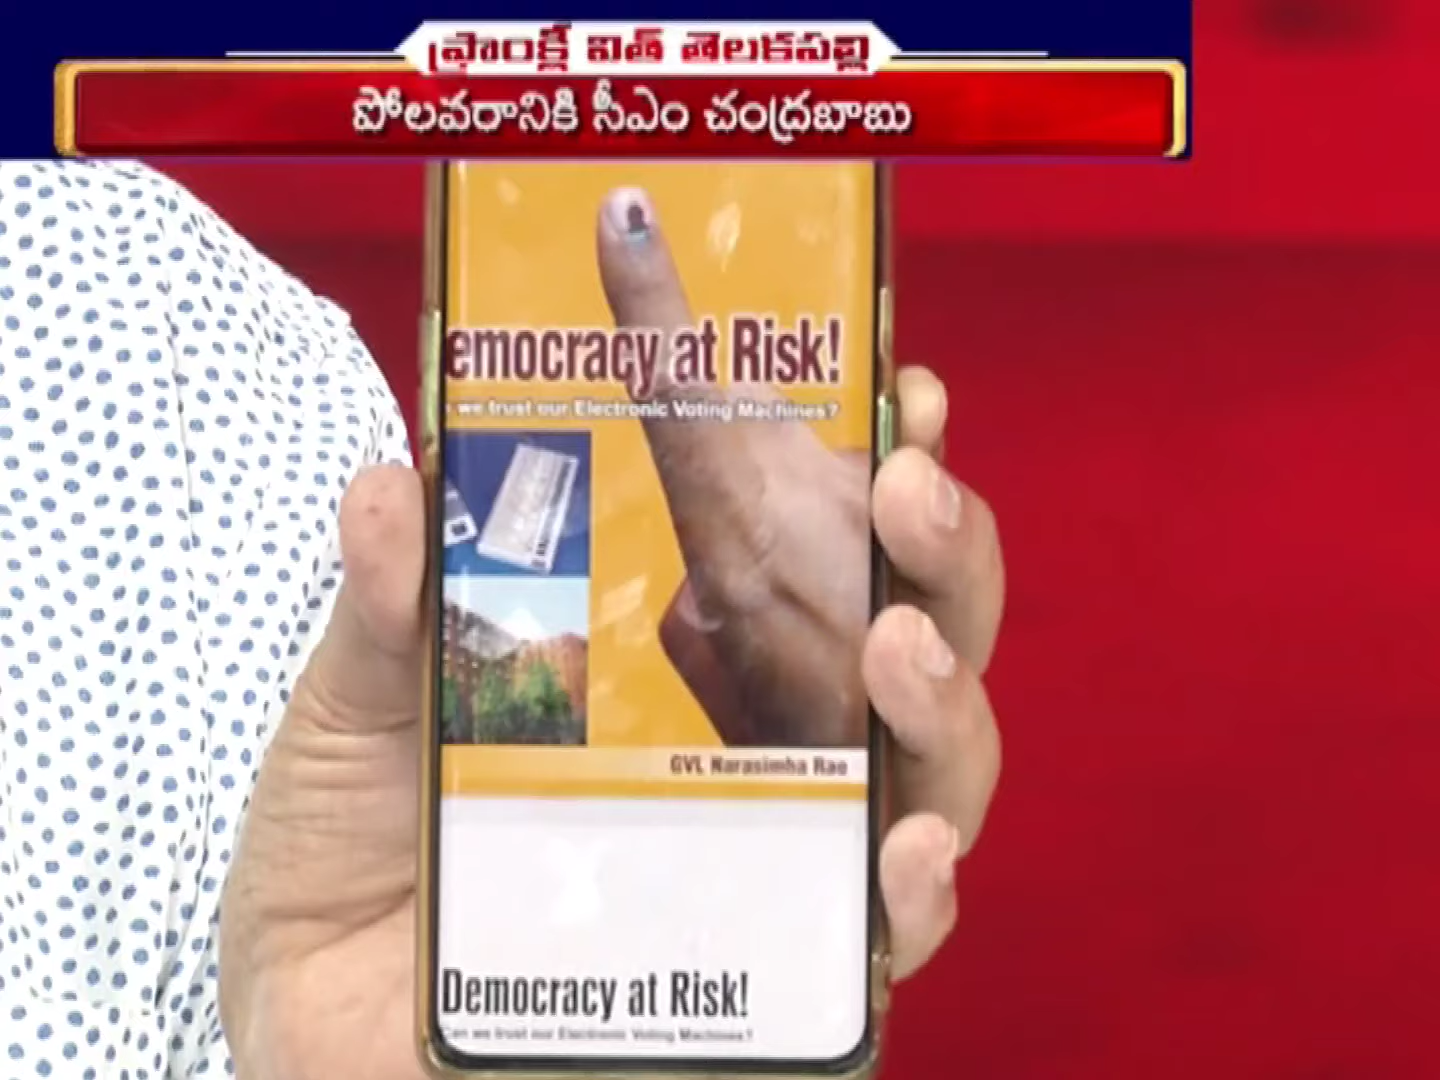 ఫ్రాంక్లీ విత్ తెలకపల్లి
పోలవరానికి సీఎం చంద్రబాబు
emocracy at Risk!
we trust our Electronic Voting Machines?
GVL Narasimha Rao
Democracy at Risk!
Can we trust our Electronic Voting Machines?